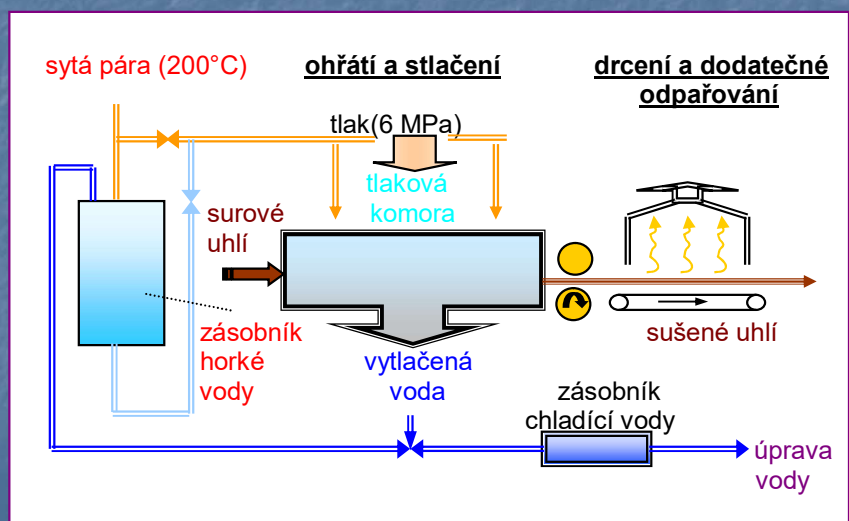 sytá pára (200°C)
ohřátí a stlačení
drcení a dodatečné
odpařování
tlak(6 MPa)
tlaková
komora
surové
uhlí
zásobník
horké
vody
vytlačená
voda
sušené uhlí
zásobník
chladící vody
úprava
vody